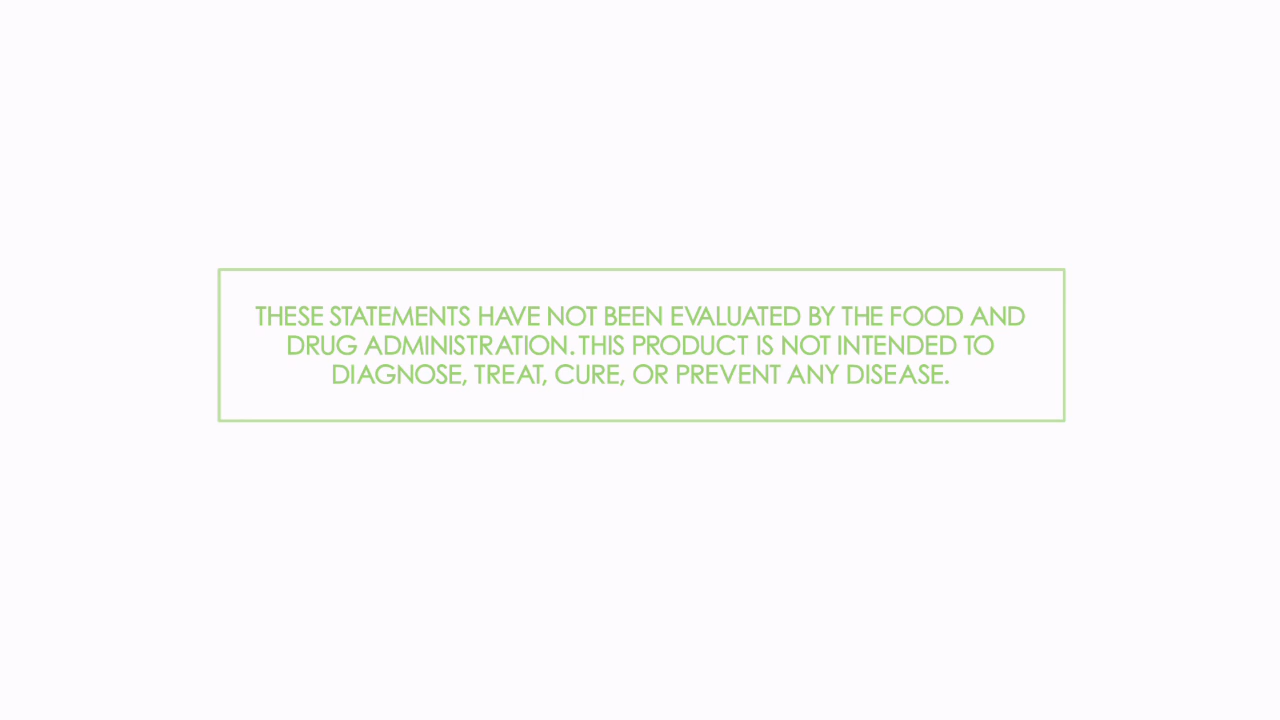 THESE STATEMENTS HAVE NOT BEEN EVALUATED BY THE FOOD AND
DRUG ADMINISTRATION. THIS PRODUCT IS NOT INTENDED TO
DIAGNOSE, TREAT, CURE, OR PREVENT ANY DISEASE.